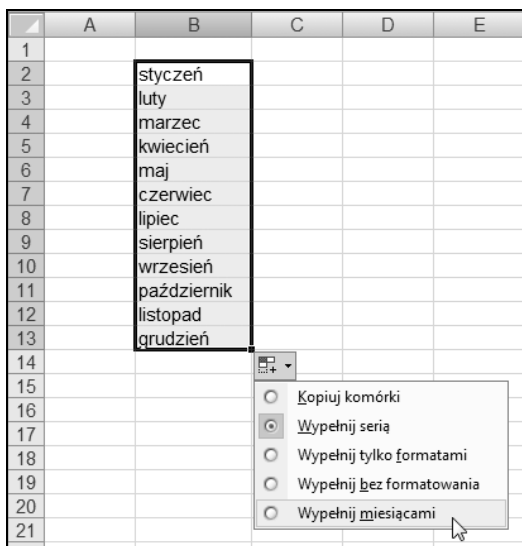 A B C D E
1
2 styczeń
3 luty
4 marzec
5 kwiecień
6 maj
7 czerwiec
8 lipiec
9 sierpień
10 wrzesień
11 październik
12 listopad
13 grudzień
14
15
16
17
18
19
20
21
Kopiuj komórki
Wypełnij serią
Wypełnij tylko formatami
Wypełnij bez formatowania
Wypełnij miesiącami